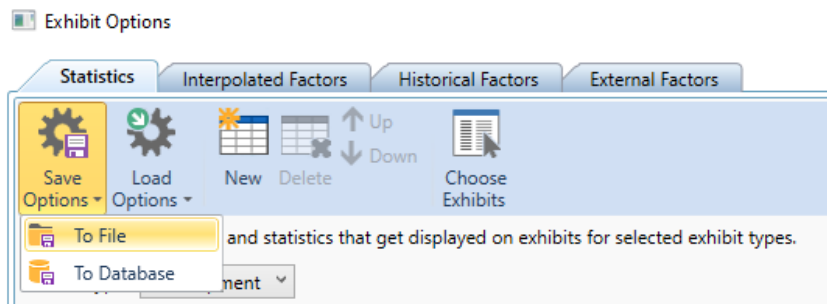 Exhibit Options
Statistics Interpolated Factors Historical Factors External Factors
Save Options Load Options New Delete Up Down Choose Exhibits
To File and statistics that get displayed on exhibits for selected exhibit types.
To Database